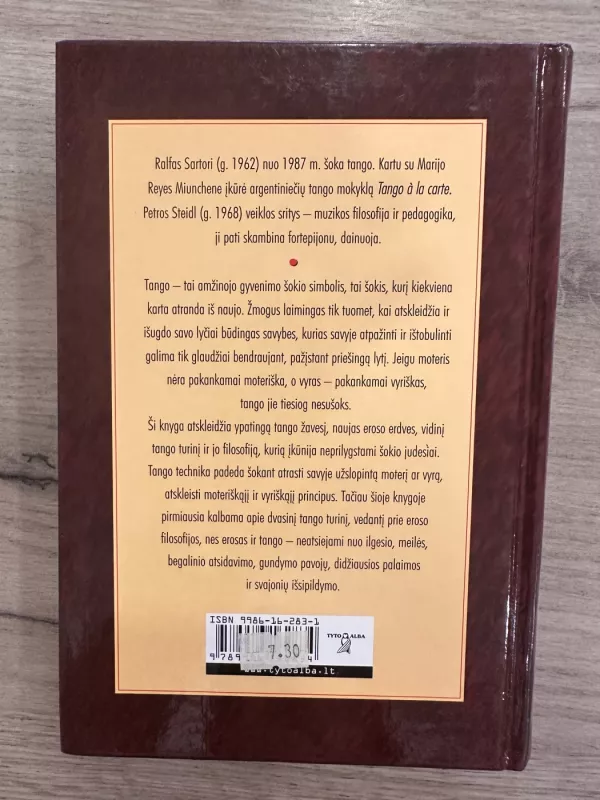 Ralfas Sartori (g. 1962) nuo 1987 m. šoka tango. Kartu su Marijo
Reyes Miunchene įkūrė argentiniečių tango mokyklą Tango à la carte.
Petros Steidl (g. 1968) veiklos sritys – muzikos filosofija ir pedagogika,
ji pati skambina fortepijonu, dainuoja.
Tango – tai amžinojo gyvenimo šokio simbolis, tai šokis, kurį kiekviena
karta atranda iš naujo. Žmogus laimingas tik tuomet, kai atskleidžia ir
išugdo savo lyčiai būdingas savybes, kurias savyje atpažinti ir ištobulinti
galima tik glaudžiai bendraujant, pažįstant priešingą lytį. Jeigu moteris
nėra pakankamai moteriška, o vyras – pakankamai vyriškas,
tango jie tiesiog nesušoks.
Ši knyga atskleidžia ypatingą tango žavesį, naujas eroso erdves, vidinį
tango turinį ir jo filosofiją, kurią įkūnija neprilygstami šokio judesiai.
Tango technika padeda šokant atrasti savyje užslopintą moterį ar vyrą,
atskleisti moteriškąjį ir vyriškąjį principus. Tačiau šioje knygoje
pirmiausia kalbama apie dvasinį tango turinį, vedantį prie eroso
filosofijos, nes erosas ir tango – neatsiejami nuo ilgesio, meilės,
begalinio atsidavimo, gundymo pavojų, didžiausios palaimos
ir svajonių išsipildymo.
ISBN 9986-16-283-1
TYTO ALBA
9 789
7.30
4
www.tytoalba.lt